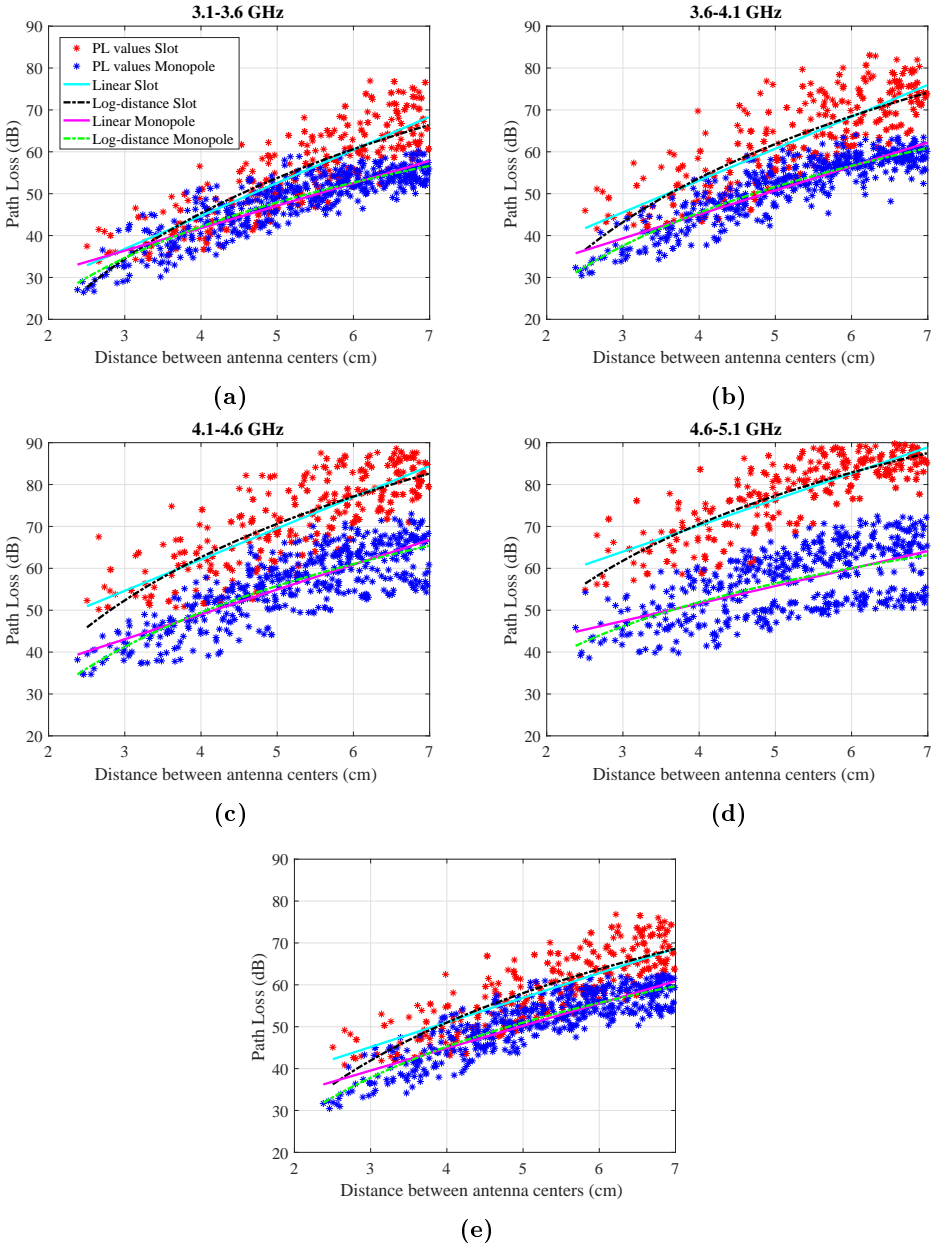 3.1-3.6 GHz
90
80
70
60
50
40
30
20
Path Loss (dB)
PL values Slot
PL values Monopole
Linear Slot
Log-distance Slot
Linear Monopole
Log-distance Monopole
2 3 4 5 6 7
Distance between antenna centers (cm)
(a)
3.6-4.1 GHz
90
80
70
60
50
40
30
20
Path Loss (dB)
2 3 4 5 6 7
Distance between antenna centers (cm)
(b)
4.1-4.6 GHz
90
80
70
60
50
40
30
20
Path Loss (dB)
2 3 4 5 6 7
Distance between antenna centers (cm)
(c)
4.6-5.1 GHz
90
80
70
60
50
40
30
20
Path Loss (dB)
2 3 4 5 6 7
Distance between antenna centers (cm)
(d)
90
80
70
60
50
40
30
20
Path Loss (dB)
2 3 4 5 6 7
Distance between antenna centers (cm)
(e)